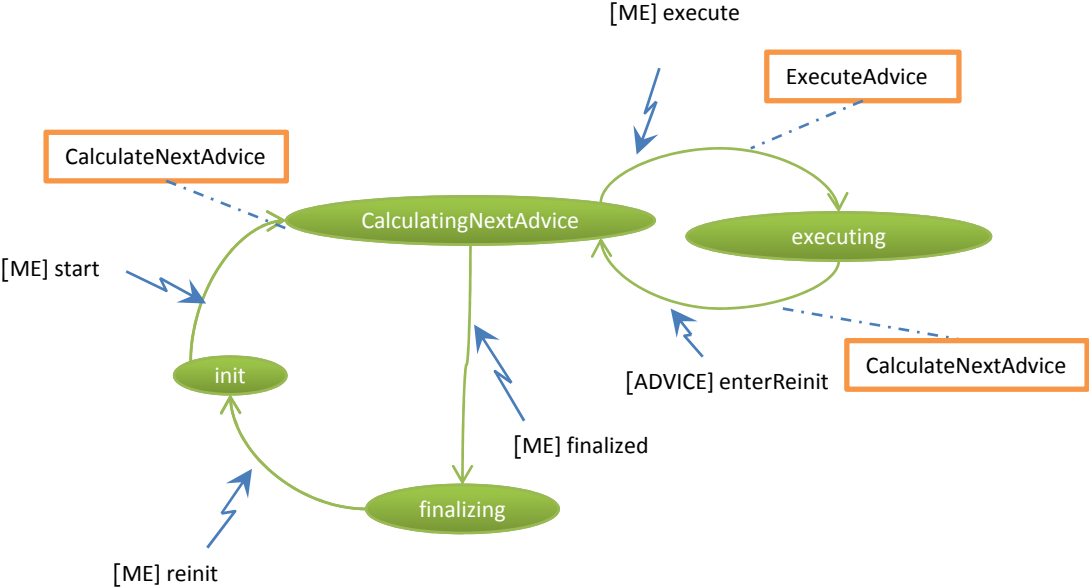 [ME] execute
ExecuteAdvice
CalculateNextAdvice
CalculatingNextAdvice
executing
[ME] start
init
[ADVICE] enterReinit
CalculateNextAdvice
[ME] finalized
finalizing
[ME] reinit